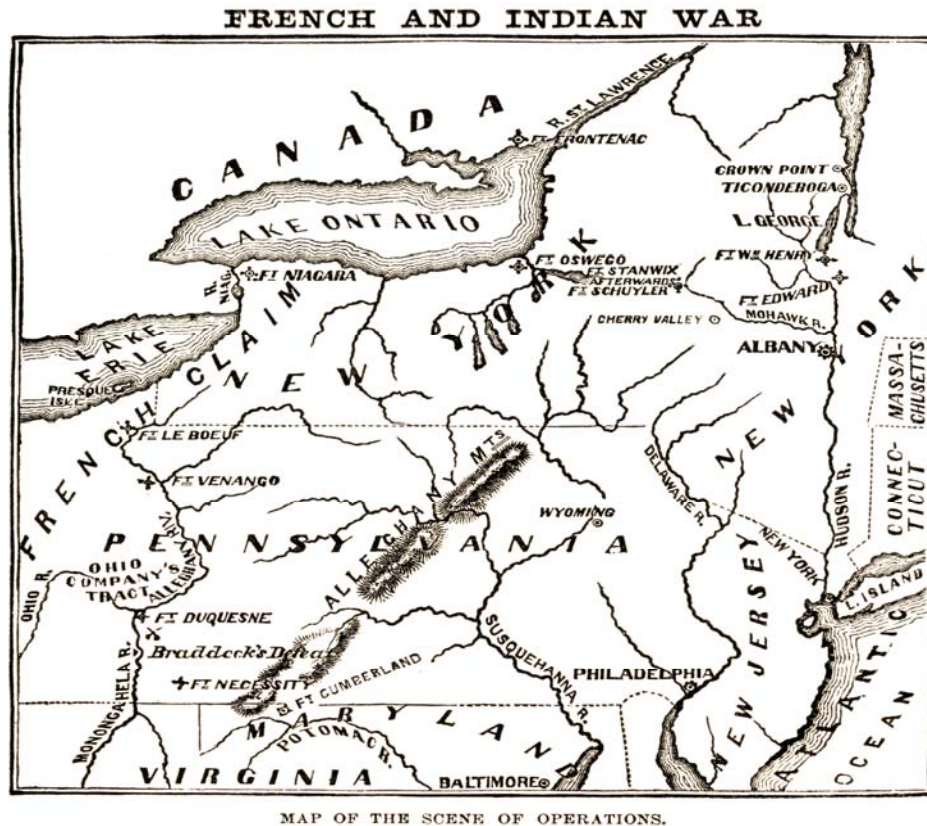 FRENCH AND INDIAN WAR
CANADA
R. ST. LAWRENCE
FT. FRONTENAC
CROWN POINT
TICONDEROGA
LAKE ONTARIO
L. GEORGE
FT. OSWEGO
FT. WM HENRY
R. NIAG.
FT. NIAGARA
FT. STANWIX
AFTERWARDS
FT. SCHUYLER
FT. EDWARD
MOHAWK R.
CHERRY VALLEY
ALBANY
LAKE
ERIE
PRESQUE
ISLE
FRENCH CLAIM
NEW YORK
NEW YORK
MASSA-
CHUSETTS
CONNEC-
TICUT
FT. LE BOEUF
FT. VENANGO
ALLEGHANY MTS.
DELAWARE R.
HUDSON R.
WYOMING
PENNSYLVANIA
OHIO R.
OHIO
COMPANY'S
TRACT
ALLEGHANY R.
NEW YORK
L. ISLAND
FT. DUQUESNE
Braddock's Defeat
FT. NECESSITY
FT CUMBERLAND
MONONGAHELA R.
SUSQUEHANNA R.
PHILADELPHIA
NEW JERSEY
ATLANTIC
OCEAN
MARYLAND
POTOMAC R.
VIRGINIA
BALTIMORE
MAP OF THE SCENE OF OPERATIONS.